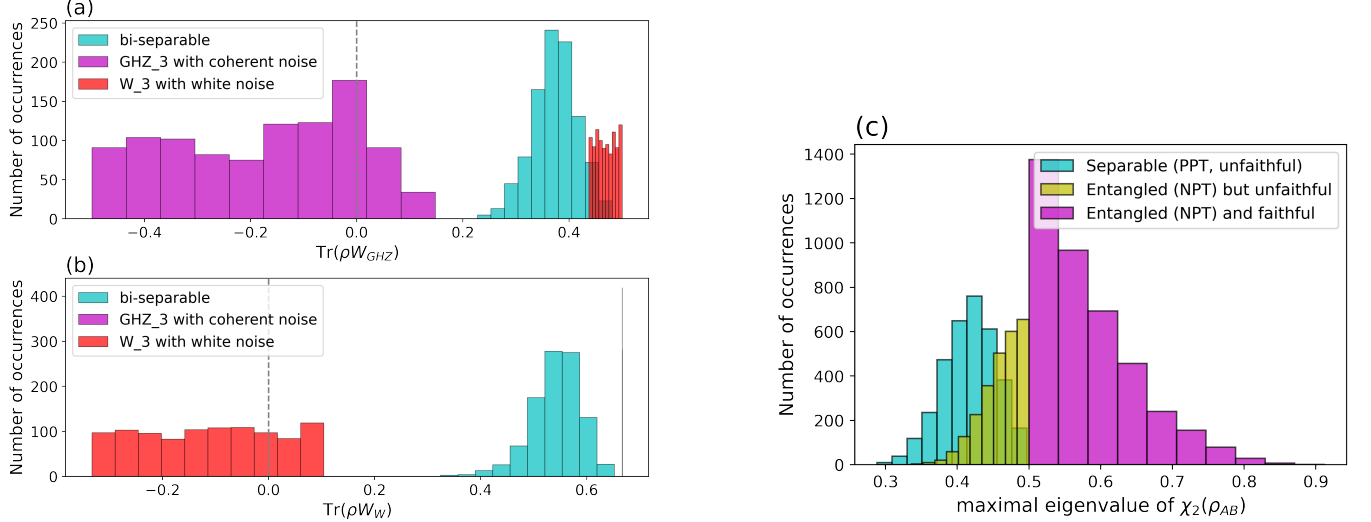 (a)
Number of occurrences
250
200
150
100
50
0
bi-separable
GHZ_3 with coherent noise
W_3 with white noise
−0.4 −0.2 0.0 0.2 0.4
Tr(ρW_GHZ)
(b)
Number of occurrences
400
300
200
100
0
bi-separable
GHZ_3 with coherent noise
W_3 with white noise
−0.2 0.0 0.2 0.4 0.6
Tr(ρW_W)
(c)
Number of occurrences
1400
1200
1000
800
600
400
200
0
Separable (PPT, unfaithful)
Entangled (NPT) but unfaithful
Entangled (NPT) and faithful
0.3 0.4 0.5 0.6 0.7 0.8 0.9
maximal eigenvalue of χ₂(ρ_AB)